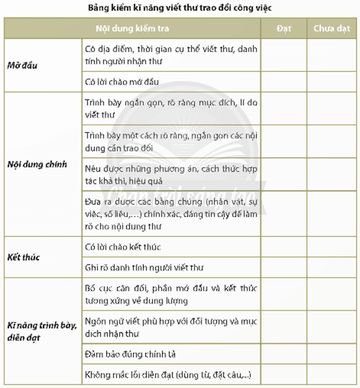 Bảng kiểm kĩ năng viết thư trao đổi công việc
Nội dung kiểm tra
Đạt
Chưa đạt
Mở đầu
Có địa điểm, thời gian cụ thể viết thư, danh
tính người nhận thư
Có lời chào mở đầu
Nội dung chính
Trình bày ngắn gọn, rõ ràng mục đích, lí do
viết thư
Trình bày một cách rõ ràng, ngắn gọn các nội
dung cần trao đổi
Nêu được những phương án, cách thức hợp
tác khả thi, hiệu quả
Đưa ra được các bằng chứng (nhân vật, sự
việc, số liệu,...) chính xác, đáng tin cậy để làm
rõ cho nội dung thư
Kết thúc
Có lời chào kết thúc
Ghi rõ danh tính người viết thư
Kĩ năng trình bày,
diễn đạt
Bố cục cân đối, phần mở đầu và kết thúc
tương xứng về dung lượng
Ngôn ngữ viết phù hợp với đối tượng và mục
đích nhận thư
Đảm bảo đúng chính tả
Không mắc lỗi diễn đạt (dùng từ, đặt câu,...)